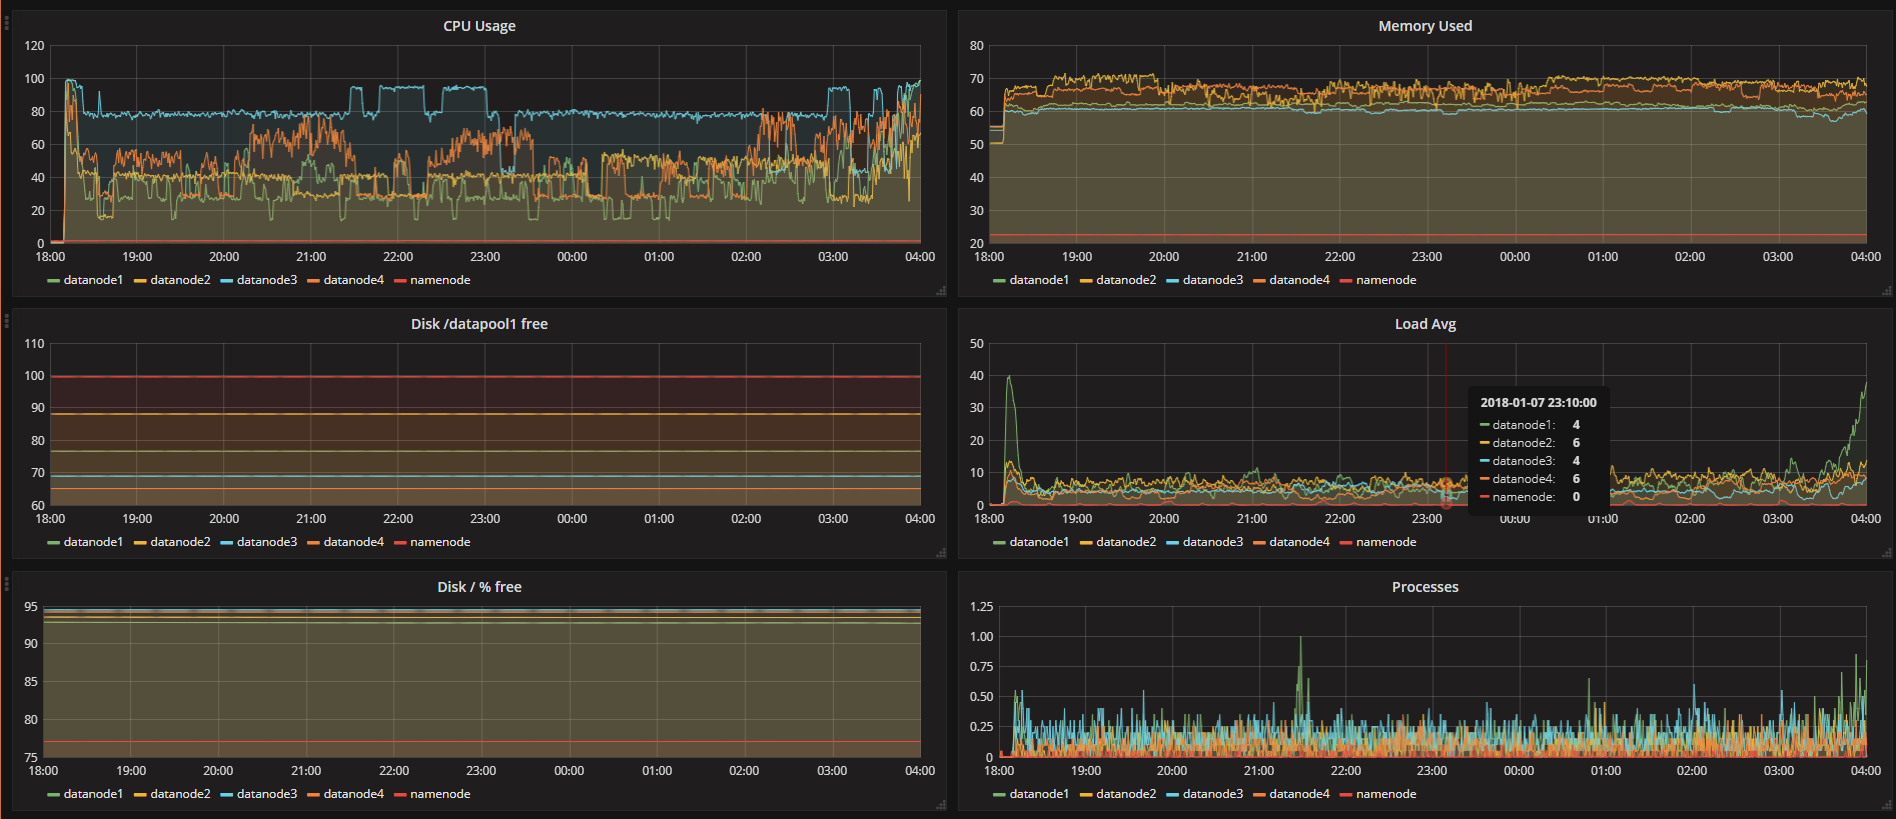 CPU Usage
120
100
80
60
40
20
0
18:00 19:00 20:00 21:00 22:00 23:00 00:00 01:00 02:00 03:00 04:00
datanode1 datanode2 datanode3 datanode4 namenode
Memory Used
80
70
60
50
40
30
20
18:00 19:00 20:00 21:00 22:00 23:00 00:00 01:00 02:00 03:00 04:00
datanode1 datanode2 datanode3 datanode4 namenode
Disk /datapool1 free
110
100
90
80
70
60
18:00 19:00 20:00 21:00 22:00 23:00 00:00 01:00 02:00 03:00 04:00
datanode1 datanode2 datanode3 datanode4 namenode
Load Avg
50
40
30
20
10
0
2018-01-07 23:10:00
datanode1: 4
datanode2: 6
datanode3: 4
datanode4: 6
namenode: 0
18:00 19:00 20:00 21:00 22:00 23:00 00:00 01:00 02:00 03:00 04:00
datanode1 datanode2 datanode3 datanode4 namenode
Disk / % free
95
90
85
80
75
18:00 19:00 20:00 21:00 22:00 23:00 00:00 01:00 02:00 03:00 04:00
datanode1 datanode2 datanode3 datanode4 namenode
Processes
1.25
1.00
0.75
0.50
0.25
0
18:00 19:00 20:00 21:00 22:00 23:00 00:00 01:00 02:00 03:00 04:00
datanode1 datanode2 datanode3 datanode4 namenode